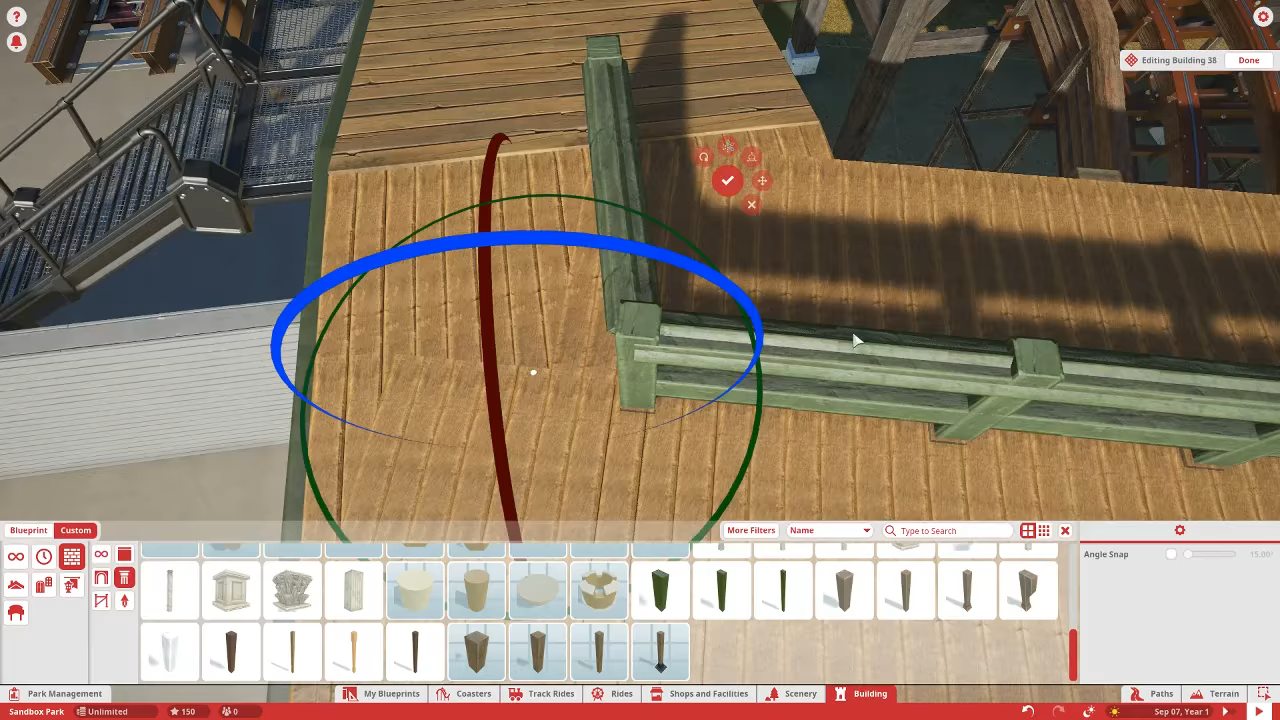 ?
Editing Building 38 Done
Blueprint Custom
More Filters Name Type to Search
Angle Snap 15.00°
Park Management My Blueprints Coasters Track Rides Rides Shops and Facilities Scenery Building Paths Terrain
Sandbox Park Unlimited 150 0 Sep 07, Year 1